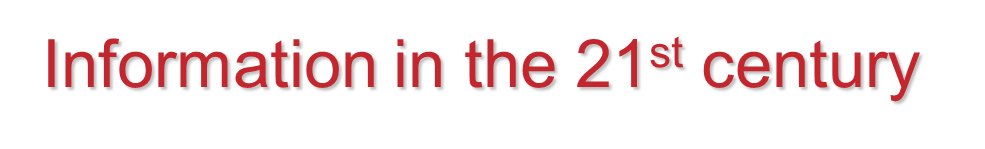 Information in the 21st century